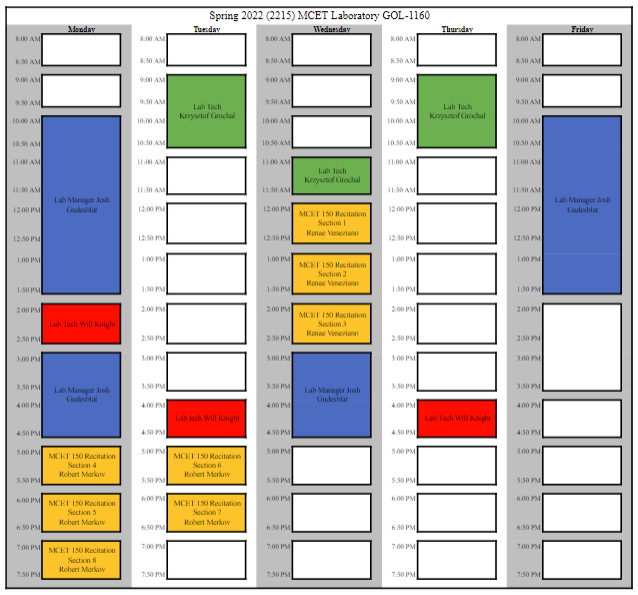 Spring 2022 (2215) MCET Laboratory GOL-1160
Monday
Tuesday
Wednesday
Thursday
Friday
8:00 AM 8:00 AM 8:00 AM 8:00 AM 8:00 AM
8:50 AM 8:50 AM 8:50 AM 8:50 AM 8:50 AM
9:00 AM 9:00 AM 9:00 AM 9:00 AM 9:00 AM
9:50 AM 9:50 AM 9:50 AM 9:50 AM 9:50 AM
Lab Tech
Krzysztof Grochal
Lab Tech
Krzysztof Grochal
10:00 AM 10:00 AM 10:00 AM 10:00 AM 10:00 AM
10:50 AM 10:50 AM 10:50 AM 10:50 AM 10:50 AM
11:00 AM 11:00 AM 11:00 AM 11:00 AM 11:00 AM
Lab Tech
Krzysztof Grochal
11:50 AM 11:50 AM 11:50 AM 11:50 AM 11:50 AM
Lab Manager Josh
Gudesblat
Lab Manager Josh
Gudesblat
12:00 PM 12:00 PM 12:00 PM 12:00 PM 12:00 PM
MCET 150 Recitation
Section 1
Renae Veneziano
12:50 PM 12:50 PM 12:50 PM 12:50 PM 12:50 PM
1:00 PM 1:00 PM 1:00 PM 1:00 PM 1:00 PM
MCET 150 Recitation
Section 2
Renae Veneziano
1:50 PM 1:50 PM 1:50 PM 1:50 PM 1:50 PM
2:00 PM 2:00 PM 2:00 PM 2:00 PM 2:00 PM
Lab Tech Will Knight
MCET 150 Recitation
Section 3
Renae Veneziano
2:50 PM 2:50 PM 2:50 PM 2:50 PM 2:50 PM
3:00 PM 3:00 PM 3:00 PM 3:00 PM 3:00 PM
3:50 PM 3:50 PM 3:50 PM 3:50 PM 3:50 PM
Lab Manager Josh
Gudesblat
Lab Manager Josh
Gudesblat
4:00 PM 4:00 PM 4:00 PM 4:00 PM 4:00 PM
Lab tech Will Knight
Lab Tech Will Knight
4:50 PM 4:50 PM 4:50 PM 4:50 PM 4:50 PM
5:00 PM 5:00 PM 5:00 PM 5:00 PM 5:00 PM
MCET 150 Recitation
Section 4
Robert Merkov
MCET 150 Recitation
Section 6
Robert Merkov
5:50 PM 5:50 PM 5:50 PM 5:50 PM 5:50 PM
6:00 PM 6:00 PM 6:00 PM 6:00 PM 6:00 PM
MCET 150 Recitation
Section 5
Robert Merkov
MCET 150 Recitation
Section 7
Robert Merkov
6:50 PM 6:50 PM 6:50 PM 6:50 PM 6:50 PM
7:00 PM 7:00 PM 7:00 PM 7:00 PM 7:00 PM
MCET 150 Recitation
Section 8
Robert Merkov
7:50 PM 7:50 PM 7:50 PM 7:50 PM 7:50 PM